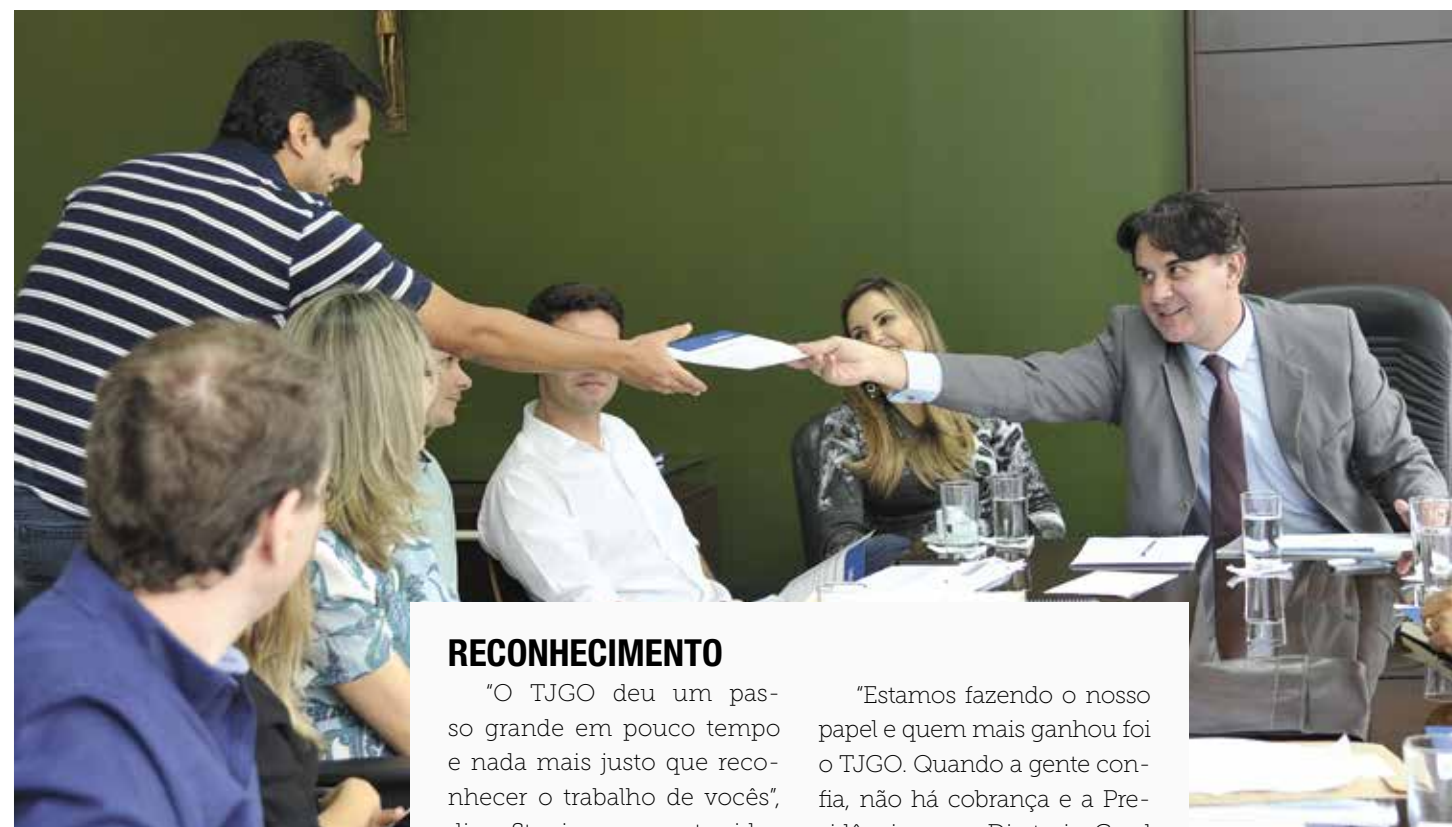 RECONHECIMENTO
"O TJGO deu um pas-
so grande em pouco tempo
e nada mais justo que reco-
nhecer o trabalho de vocês",
"Estamos fazendo o nosso
papel e quem mais ganhou foi
o TJGO. Quando a gente con-
fia, não há cobrança e a Pre-